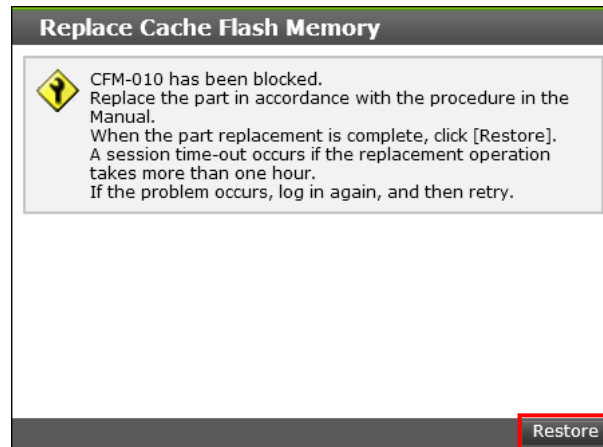 Replace Cache Flash Memory
CFM-010 has been blocked.
Replace the part in accordance with the procedure in the
Manual.
When the part replacement is complete, click [Restore].
A session time-out occurs if the replacement operation
takes more than one hour.
If the problem occurs, log in again, and then retry.
Restore